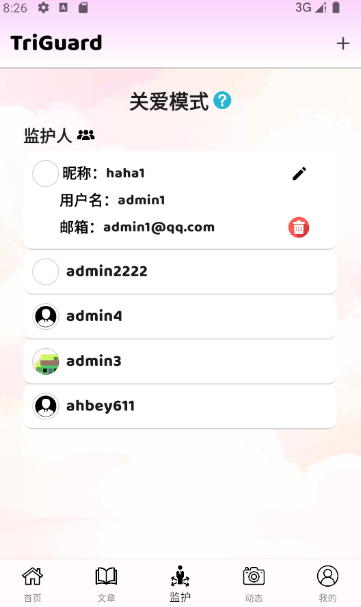 8:26 3G
TriGuard
关爱模式 ?
监护人
昵称：haha1
用户名：admin1
邮箱：admin1@qq.com
admin2222
admin4
admin3
ahbey611
首页 文章 监护 动态 我的